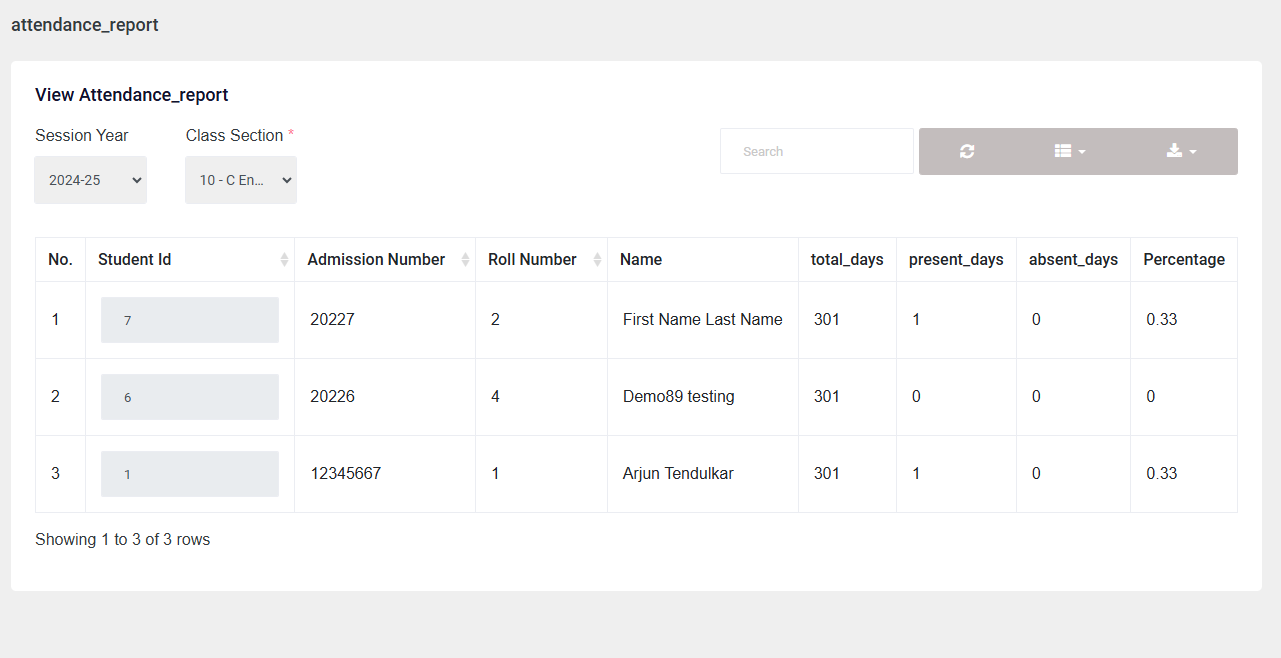 attendance_report
View Attendance_report
Session Year Class Section *
2024-25 10 - C En... Search
No. Student Id Admission Number Roll Number Name total_days present_days absent_days Percentage
1 7 20227 2 First Name Last Name 301 1 0 0.33
2 6 20226 4 Demo89 testing 301 0 0 0
3 1 12345667 1 Arjun Tendulkar 301 1 0 0.33
Showing 1 to 3 of 3 rows